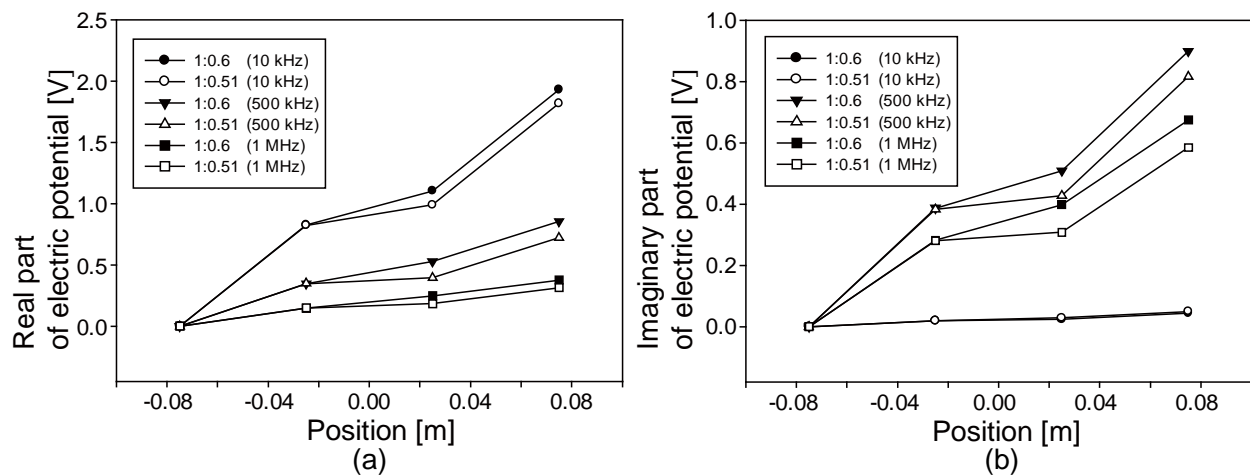 2.5
2.0
1.5
1.0
0.5
0.0
Real part
of electric potential [V]
1:0.6 (10 kHz)
1:0.51 (10 kHz)
1:0.6 (500 kHz)
1:0.51 (500 kHz)
1:0.6 (1 MHz)
1:0.51 (1 MHz)
-0.08 -0.04 0.00 0.04 0.08
Position [m]
(a)
1.0
0.8
0.6
0.4
0.2
0.0
Imaginary part
of electric potential [V]
1:0.6 (10 kHz)
1:0.51 (10 kHz)
1:0.6 (500 kHz)
1:0.51 (500 kHz)
1:0.6 (1 MHz)
1:0.51 (1 MHz)
-0.08 -0.04 0.00 0.04 0.08
Position [m]
(b)